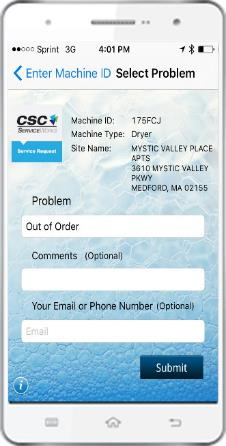 Sprint 3G 4:01 PM
Enter Machine ID Select Problem
CSC Machine ID: 175FCJ
ServiceWorks Machine Type: Dryer
Service Request Site Name: MYSTIC VALLEY PLACE
APTS
3610 MYSTIC VALLEY
PKWY
MEDFORD, MA 02155
Problem
Out of Order
Comments (Optional)
Your Email or Phone Number (Optional)
Email
Submit
i